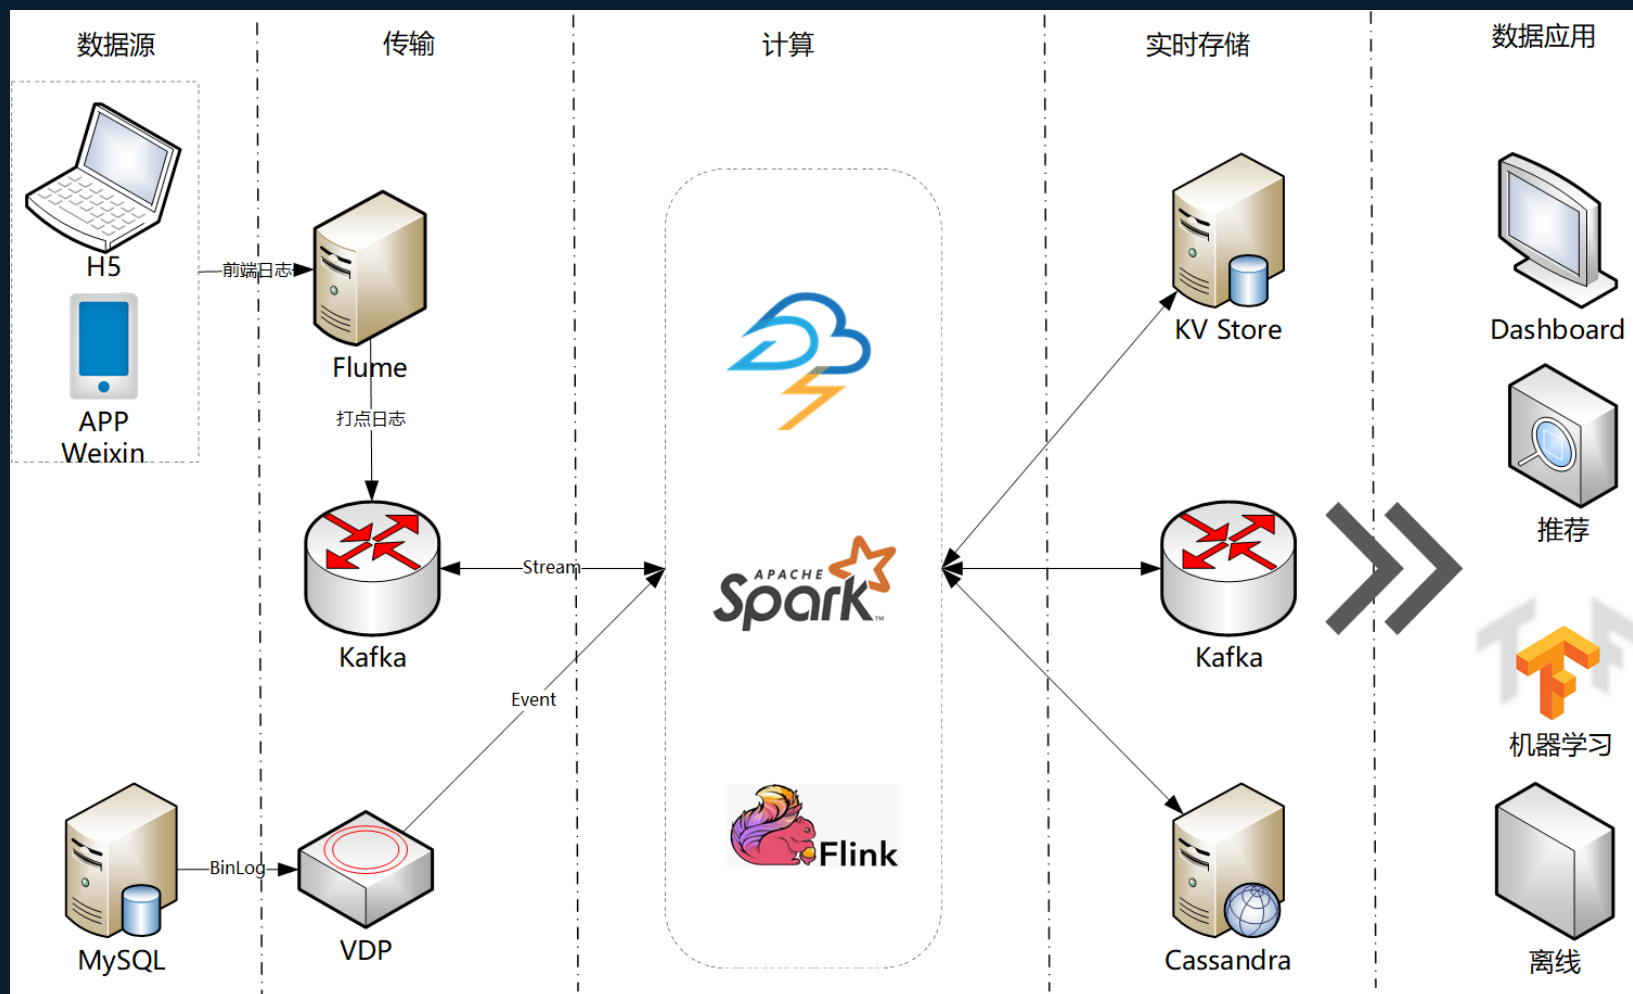 数据源
传输
计算
实时存储
数据应用
H5
APP
Weixin
前端日志
Flume
打点日志
Kafka
Stream
Event
MySQL
BinLog
VDP
APACHE
Spark™
Flink
KV Store
Kafka
Cassandra
Dashboard
推荐
TF
机器学习
离线